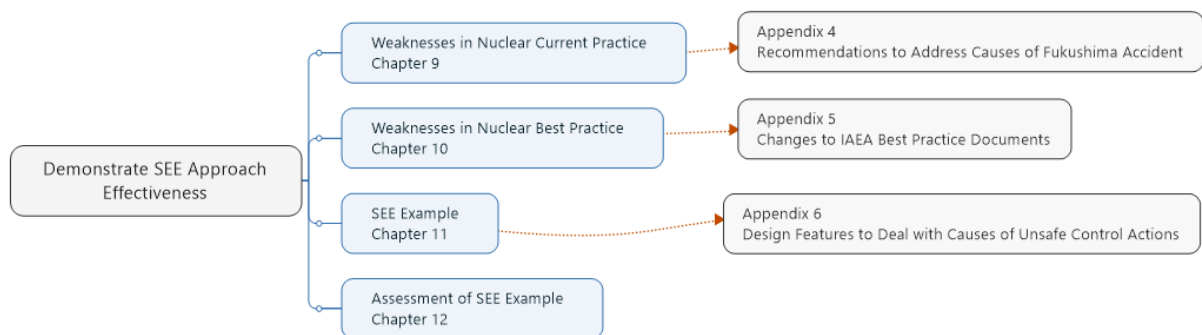 Weaknesses in Nuclear Current Practice
Chapter 9
Appendix 4
Recommendations to Address Causes of Fukushima Accident
Weaknesses in Nuclear Best Practice
Chapter 10
Appendix 5
Changes to IAEA Best Practice Documents
Demonstrate SEE Approach
Effectiveness
SEE Example
Chapter 11
Appendix 6
Design Features to Deal with Causes of Unsafe Control Actions
Assessment of SEE Example
Chapter 12